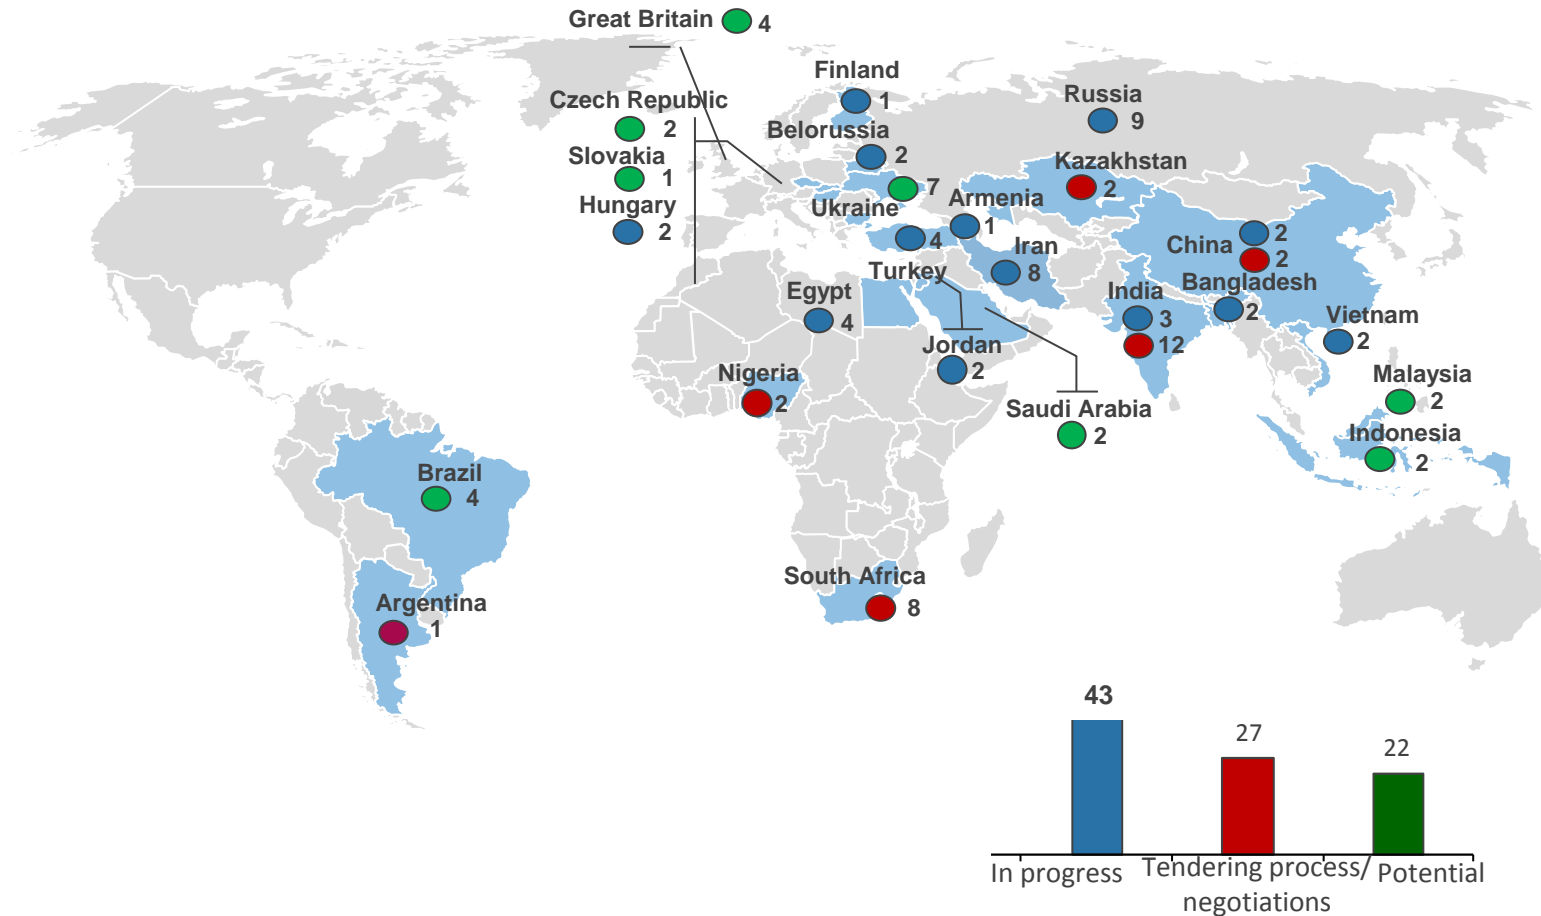 Great Britain 4
Finland
1
Czech Republic
2
Russia
9
Belorussia
2
Slovakia
1
Kazakhstan
2
Hungary
2
7
Ukraine
Armenia
1
4
Turkey
Iran
8
China
2
2
Bangladesh
2
Egypt
4
India
3
12
Vietnam
2
Jordan
2
Nigeria
2
Malaysia
2
Saudi Arabia
2
Indonesia
2
Brazil
4
South Africa
8
Argentina
1
43
27
22
In progress
Tendering process/
negotiations
Potential